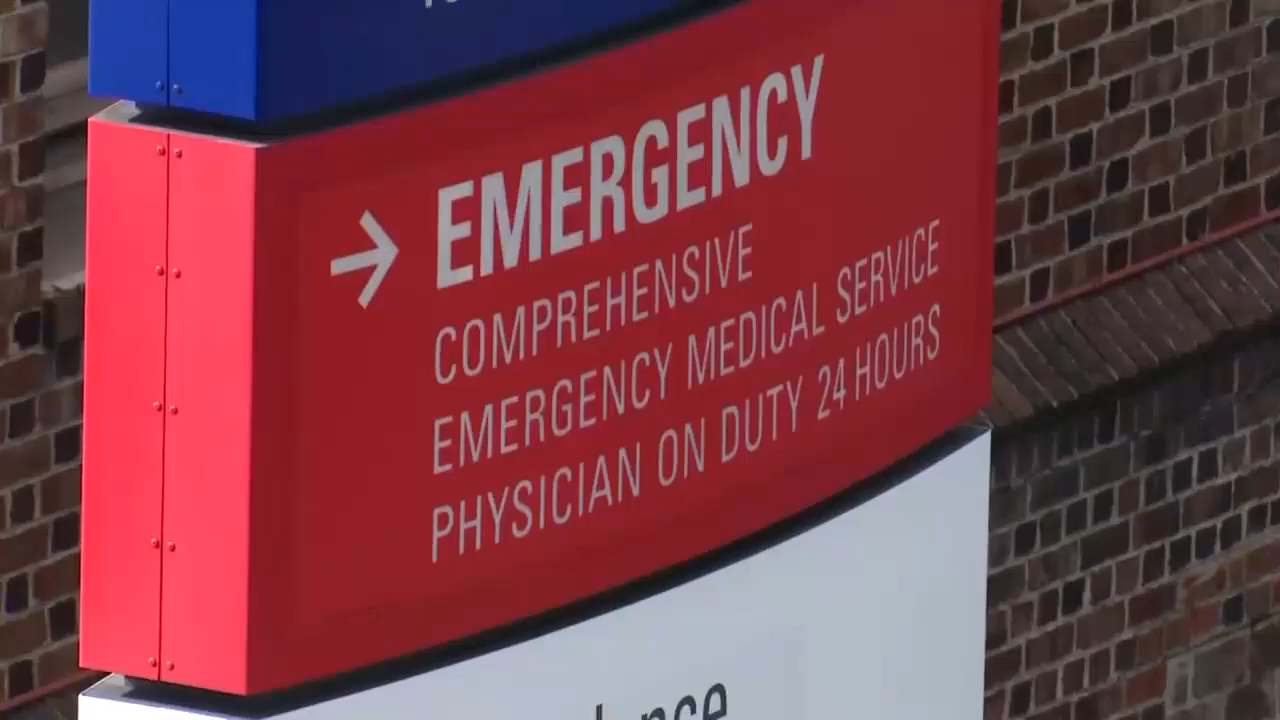 EMERGENCY
COMPREHENSIVE
EMERGENCY MEDICAL SERVICE
PHYSICIAN ON DUTY 24 HOURS